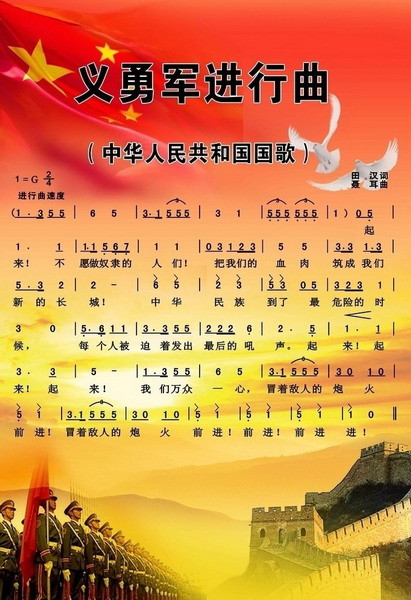 义勇军进行曲
（中华人民共和国国歌）
1=G 2/4
田 汉 词
进行曲速度
聂 耳 曲
(1. 3 5 5 | 6 5 | 3. 1 5 5 5 | 3 1 | 5 5 5 5 5 5 | 1 ) 0 5 |
起
1. 1 | 1. 1 5 6 7 | 1 1 | 0 3 1 2 3 | 5 5 | 3. 3 1. 3 |
来！ 不 愿做奴隶的 人 们！ 把我们的 血 肉 筑成我们
5. 3 2 | 2 - | 6 5 | 2 3 | 5 3 0 5 | 3 2 3 1 |
新的长 城！ 中 华 民 族 到了 最 危险的时
3 0 | 5. 6 1 1 | 3. 3 5 5 | 2 2 2 6 | 2. 5 | 1. 1 |
候， 每个人被 迫着发出 最后的吼 声。 起 来！ 起
3. 3 | 5 - | 1. 3 5 5 | 6 5 | 3. 1 5 5 5 | 3 0 1 0 |
来！ 起 来！ 我们万众 一 心， 冒着敌人的 炮 火
5 1 | 3. 1 5 5 5 | 3 0 1 0 | 5 1 | 5 1 | 5 1 | 1 0 ‖
前进！ 冒着敌人的 炮 火 前进！ 前进！ 前进！ 进！